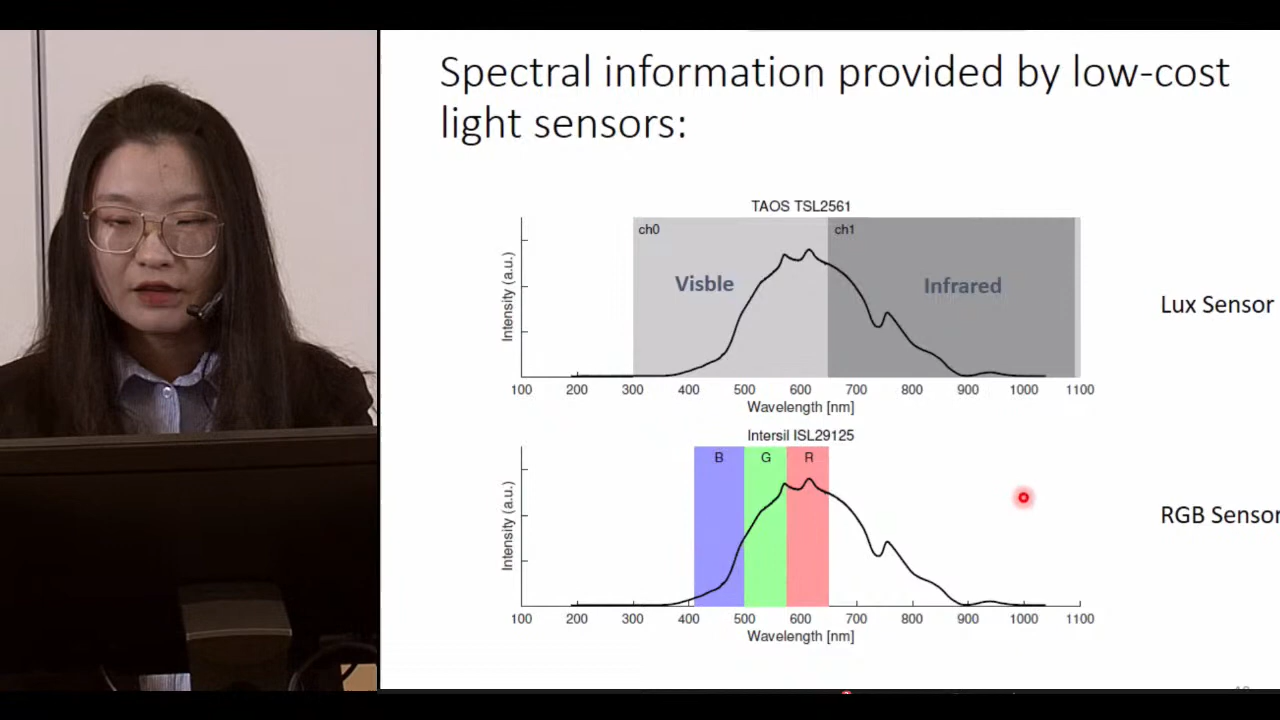 Spectral information provided by low-cost
light sensors:
TAOS TSL2561
ch0
ch1
Visble
Infrared
Intensity (a.u.)
100 200 300 400 500 600 700 800 900 1000 1100
Wavelength [nm]
Lux Sensor
Intersil ISL29125
B G R
Intensity (a.u.)
100 200 300 400 500 600 700 800 900 1000 1100
Wavelength [nm]
RGB Sensor